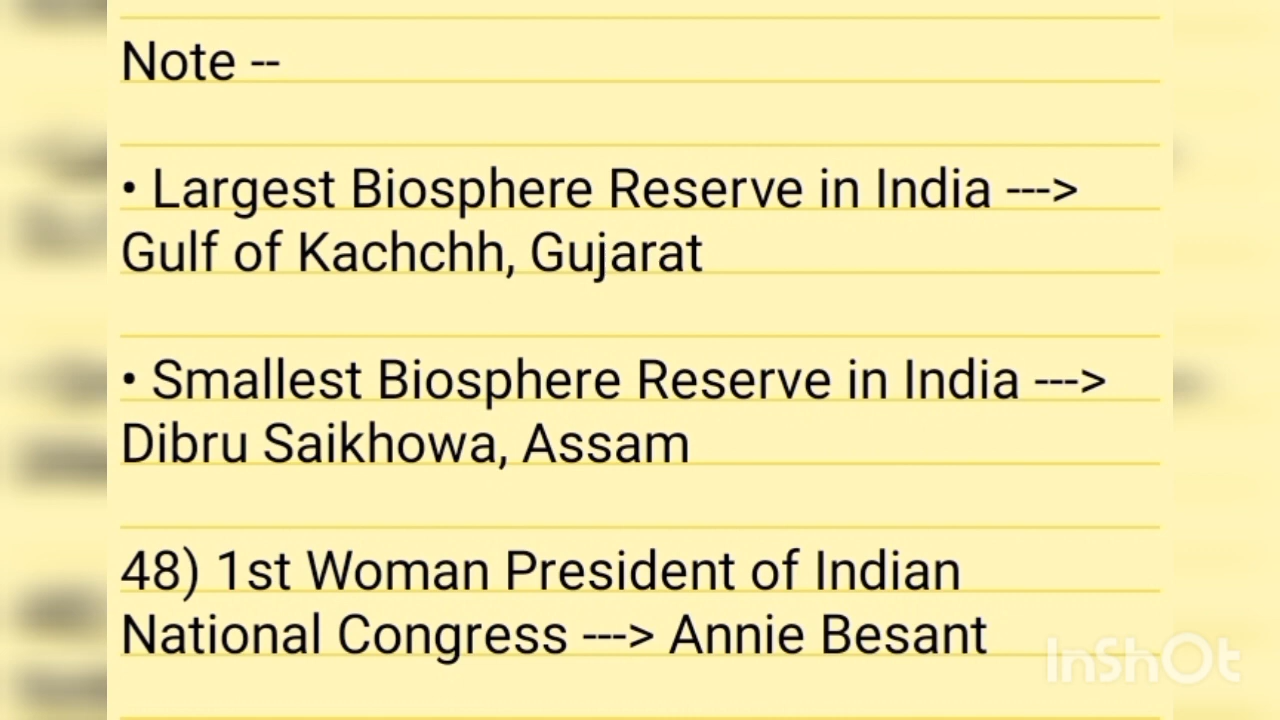 Note --
• Largest Biosphere Reserve in India --->
Gulf of Kachchh, Gujarat
• Smallest Biosphere Reserve in India --->
Dibru Saikhowa, Assam
48) 1st Woman President of Indian
National Congress ---> Annie Besant
InShOt